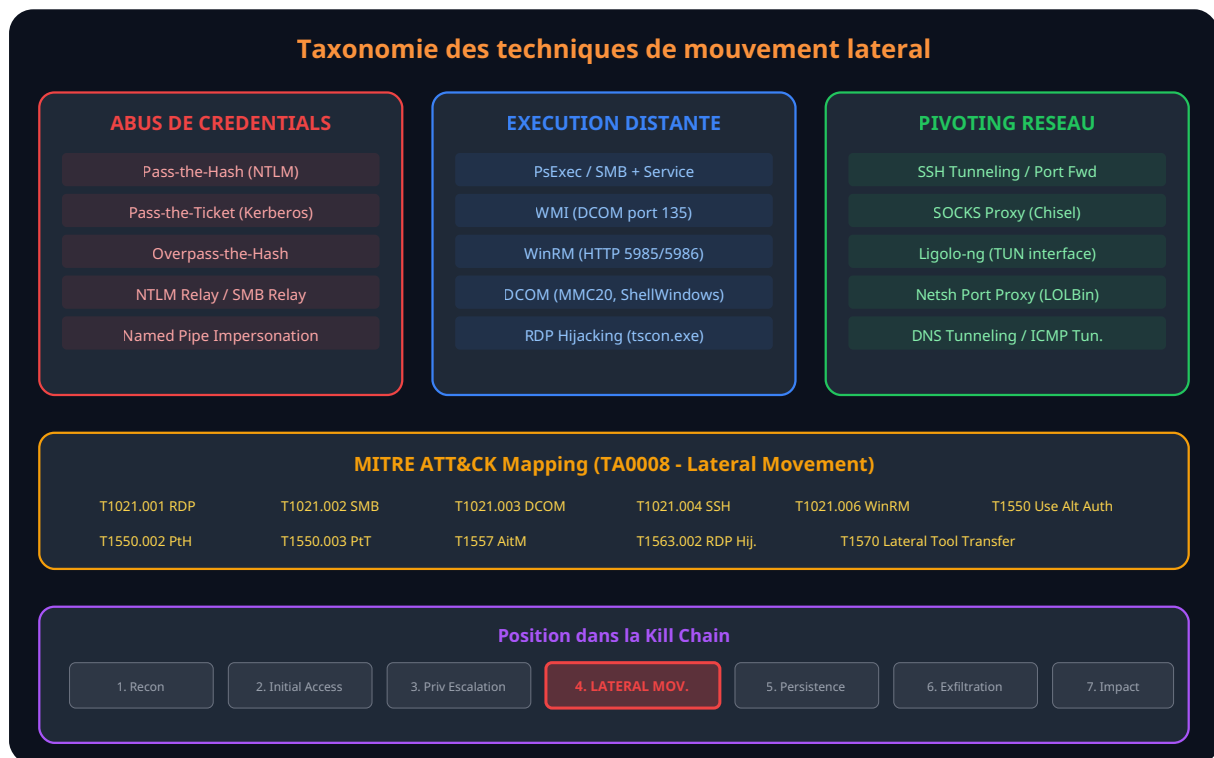 Taxonomie des techniques de mouvement lateral
ABUS DE CREDENTIALS
Pass-the-Hash (NTLM)
Pass-the-Ticket (Kerberos)
Overpass-the-Hash
NTLM Relay / SMB Relay
Named Pipe Impersonation
EXECUTION DISTANTE
PsExec / SMB + Service
WMI (DCOM port 135)
WinRM (HTTP 5985/5986)
DCOM (MMC20, ShellWindows)
RDP Hijacking (tscon.exe)
PIVOTING RESEAU
SSH Tunneling / Port Fwd
SOCKS Proxy (Chisel)
Ligolo-ng (TUN interface)
Netsh Port Proxy (LOLBin)
DNS Tunneling / ICMP Tun.
MITRE ATT&CK Mapping (TA0008 - Lateral Movement)
T1021.001 RDP T1021.002 SMB T1021.003 DCOM T1021.004 SSH T1021.006 WinRM T1550 Use Alt Auth
T1550.002 PtH T1550.003 PtT T1557 AitM T1563.002 RDP Hij. T1570 Lateral Tool Transfer
Position dans la Kill Chain
1. Recon 2. Initial Access 3. Priv Escalation 4. LATERAL MOV. 5. Persistence 6. Exfiltration 7. Impact